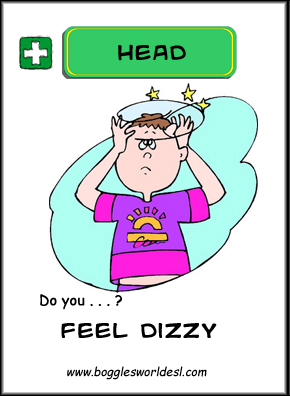 HEAD
Do you . . . ?
FEEL DIZZY
www.bogglesworldesl.com